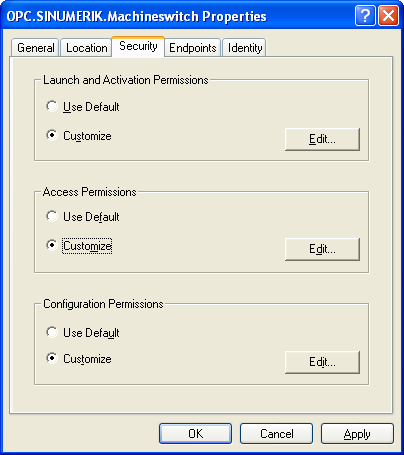 OPC.SINUMERIK.Machineswitch Properties
General Location Security Endpoints Identity
Launch and Activation Permissions
Use Default
Customize Edit...
Access Permissions
Use Default
Customize Edit...
Configuration Permissions
Use Default
Customize Edit...
OK Cancel Apply